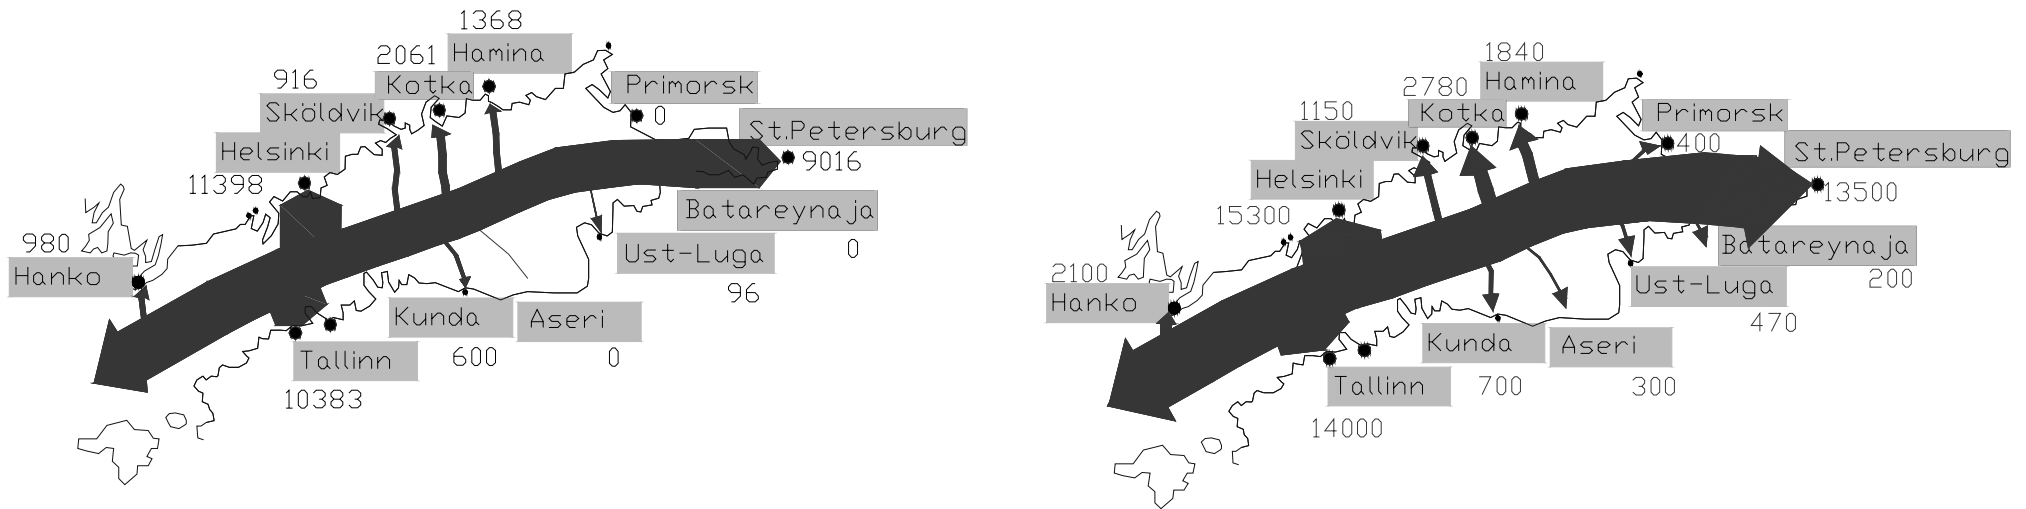 1368
Hamina
2061
Kotka
916
Sköldvik
Primorsk
0
St.Petersburg
9016
Helsinki
11398
Batareynaja
0
980
Hanko
Ust-Luga
96
Kunda
600
Aseri
0
Tallinn
10383
1840
Hamina
2780
Kotka
1150
Sköldvik
Primorsk
400
St.Petersburg
13500
Helsinki
15300
Batareynaja
200
2100
Hanko
Ust-Luga
470
Kunda
700
Aseri
300
Tallinn
14000